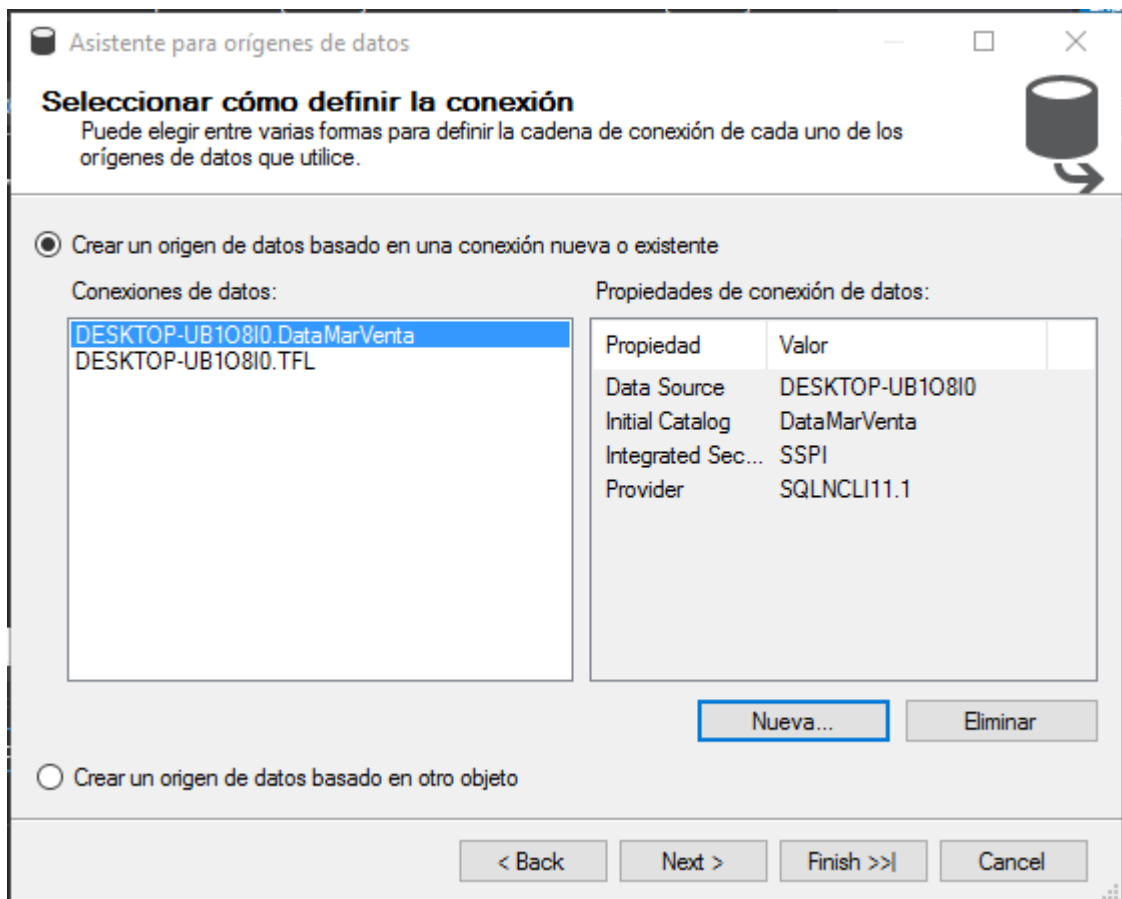 Asistente para orígenes de datos
Seleccionar cómo definir la conexión
Puede elegir entre varias formas para definir la cadena de conexión de cada uno de los
orígenes de datos que utilice.
Crear un origen de datos basado en una conexión nueva o existente
Conexiones de datos:
DESKTOP-UB1O8I0.DataMarVenta
DESKTOP-UB1O8I0.TFL
Propiedades de conexión de datos:
Propiedad Valor
Data Source DESKTOP-UB1O8I0
Initial Catalog DataMarVenta
Integrated Sec... SSPI
Provider SQLNCLI11.1
Nueva... Eliminar
Crear un origen de datos basado en otro objeto
< Back Next > Finish >>| Cancel